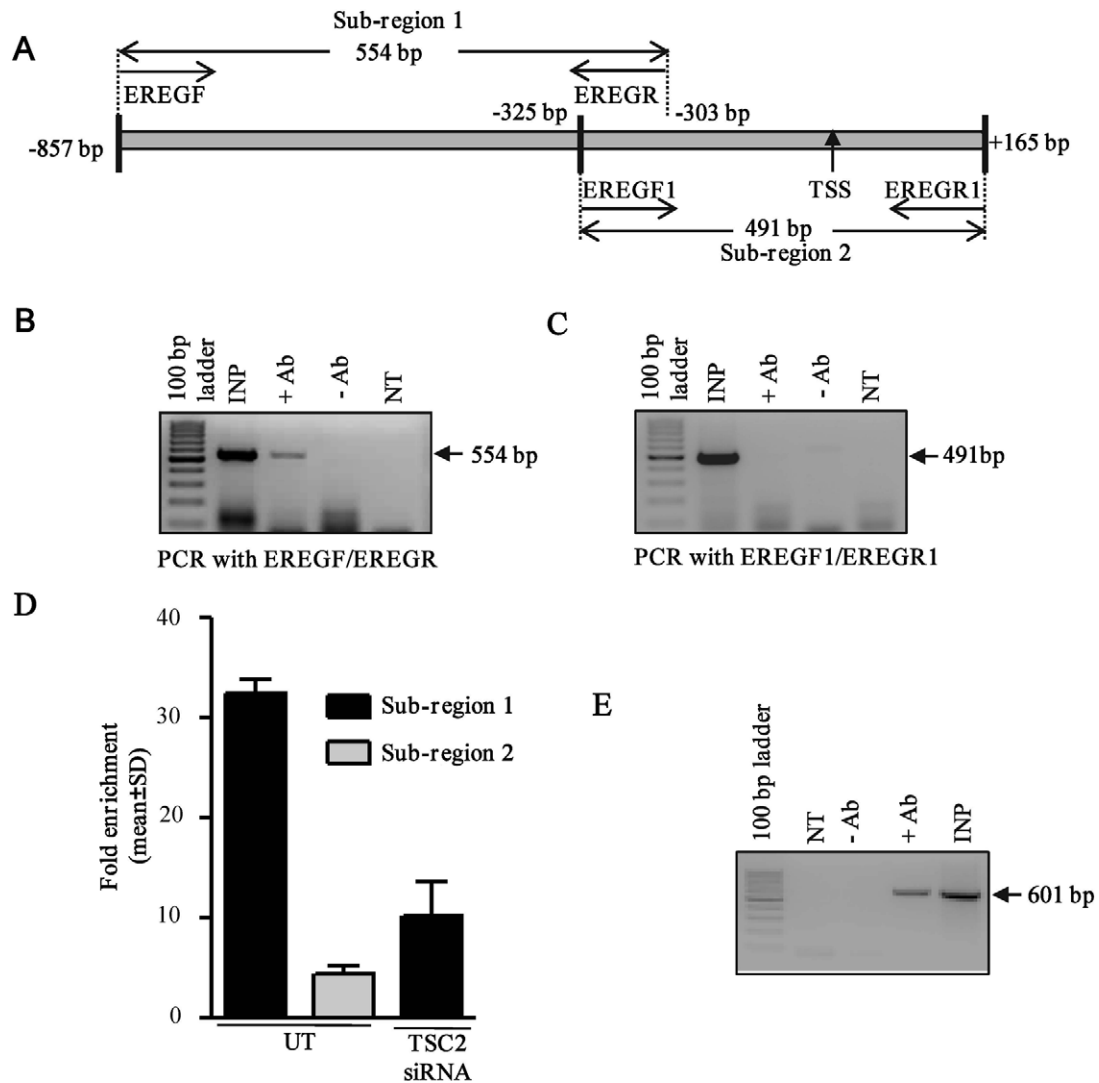 A
Sub-region 1
554 bp
EREGF
EREGR
-325 bp
-303 bp
-857 bp
+165 bp
EREGF1
TSS
EREGR1
491 bp
Sub-region 2
B
100 bp
ladder
INP
+ Ab
- Ab
NT
554 bp
PCR with EREGF/EREGR
C
100 bp
ladder
INP
+ Ab
- Ab
NT
491bp
PCR with EREGF1/EREGR1
D
Fold enrichment
(mean±SD)
40
30
20
10
0
Sub-region 1
Sub-region 2
UT
TSC2
siRNA
E
100 bp ladder
NT
- Ab
+ Ab
INP
601 bp